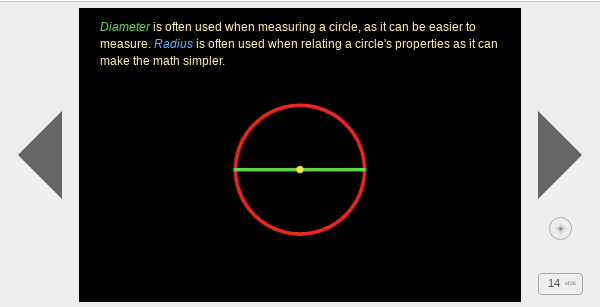 Diameter is often used when measuring a circle, as it can be easier to
measure. Radius is often used when relating a circle's properties as it can
make the math simpler.
14 of 26